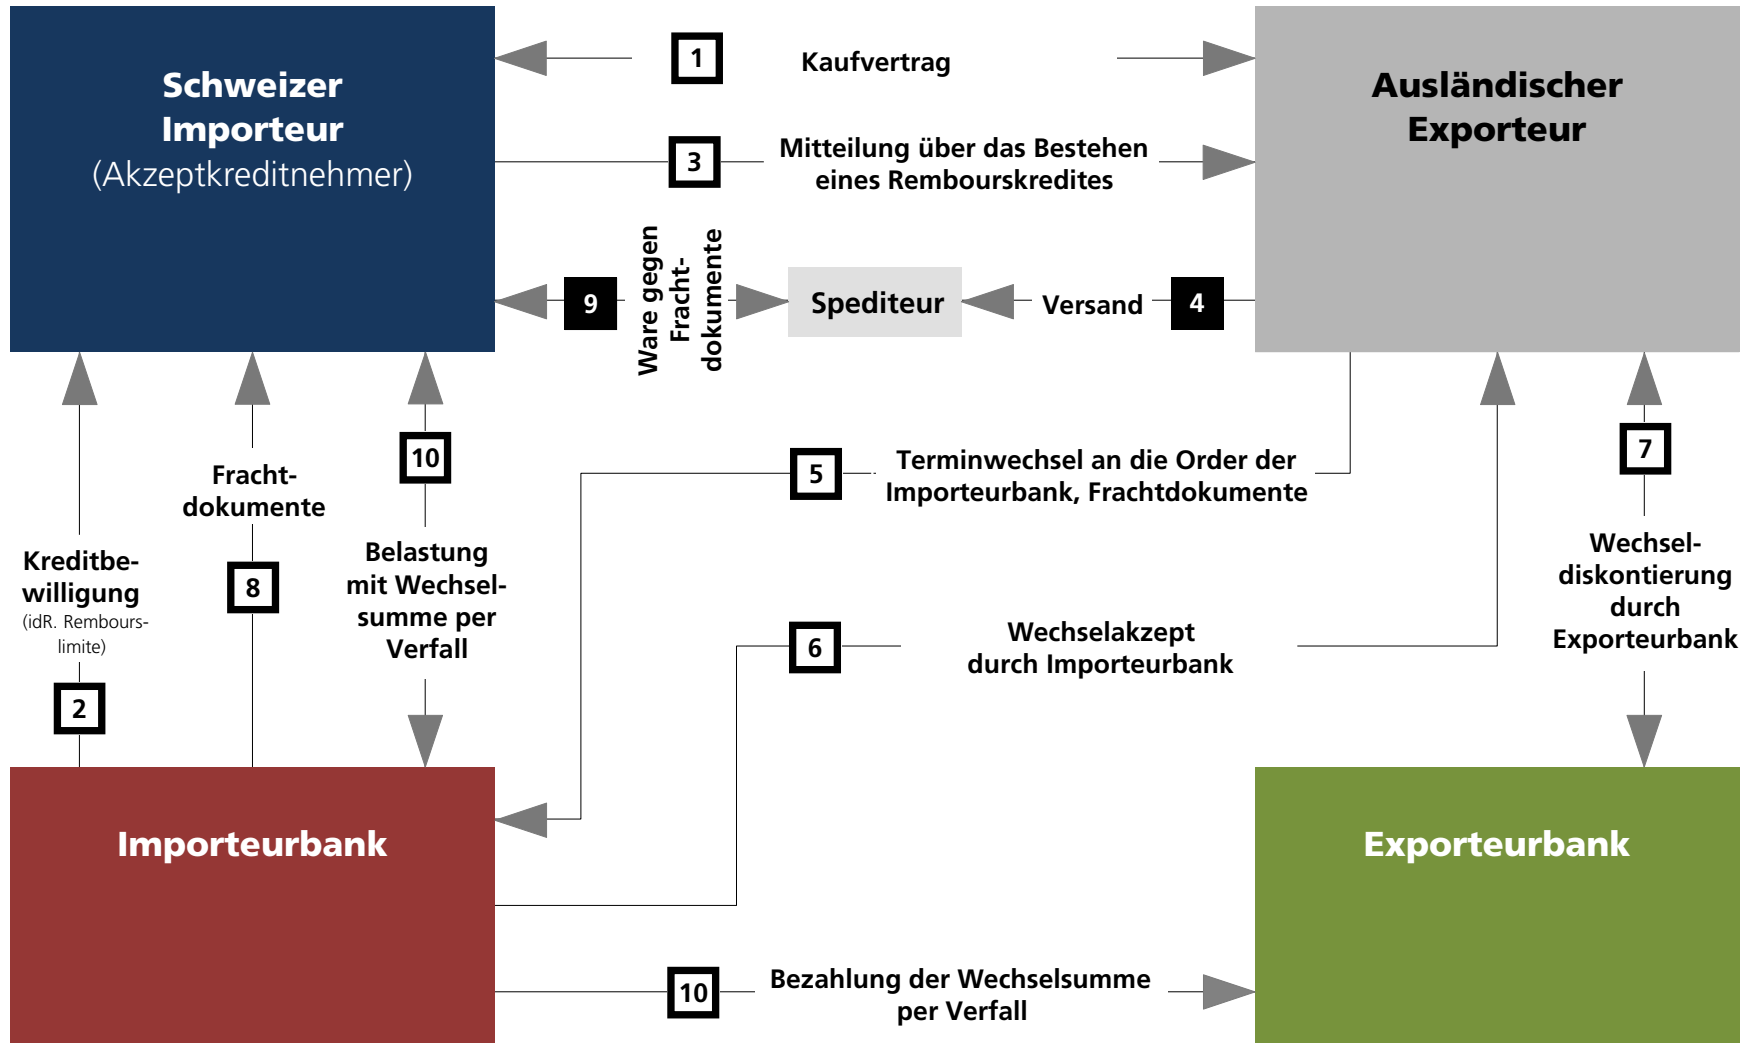 Schweizer
Importeur
(Akzeptkreditnehmer)
1
Kaufvertrag
Ausländischer
Exporteur
3
Mitteilung über das Bestehen
eines Rembourskredites
9
Ware gegen
Fracht-
dokumente
Spediteur
Versand
4
10
Fracht-
dokumente
5
Terminwechsel an die Order der
Importeurbank, Frachtdokumente
7
Kreditbe-
willigung
(idR. Rembours-
limite)
8
Belastung
mit Wechsel-
summe per
Verfall
Wechsel-
diskontierung
durch
Exporteurbank
6
Wechselakzept
durch Importeurbank
2
Importeurbank
Exporteurbank
10
Bezahlung der Wechselsumme
per Verfall